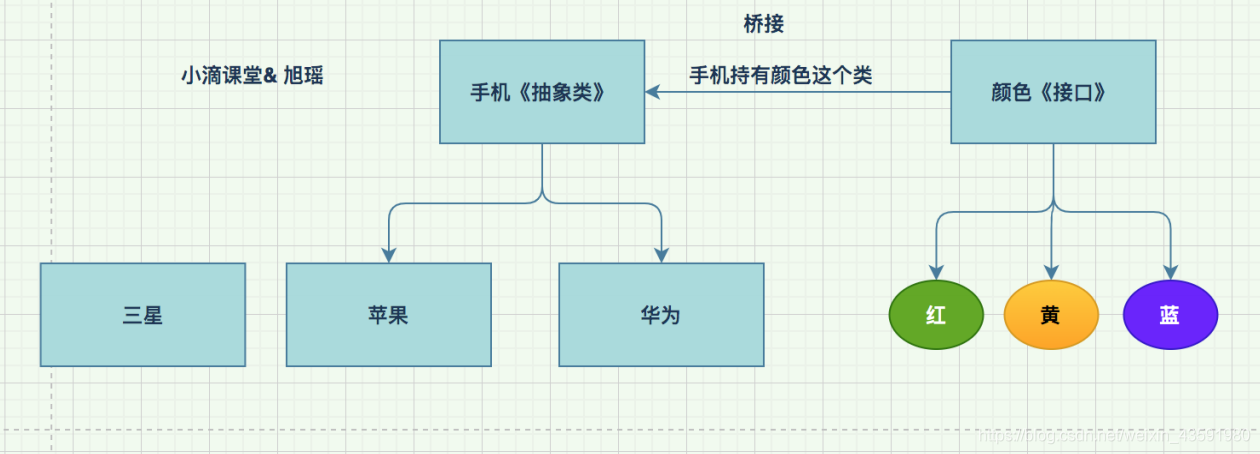 桥接
小滴课堂& 旭瑶
手机《抽象类》
手机持有颜色这个类
颜色《接口》
三星
苹果
华为
红
黄
蓝
https://blog.csdn.net/weixin_43591980